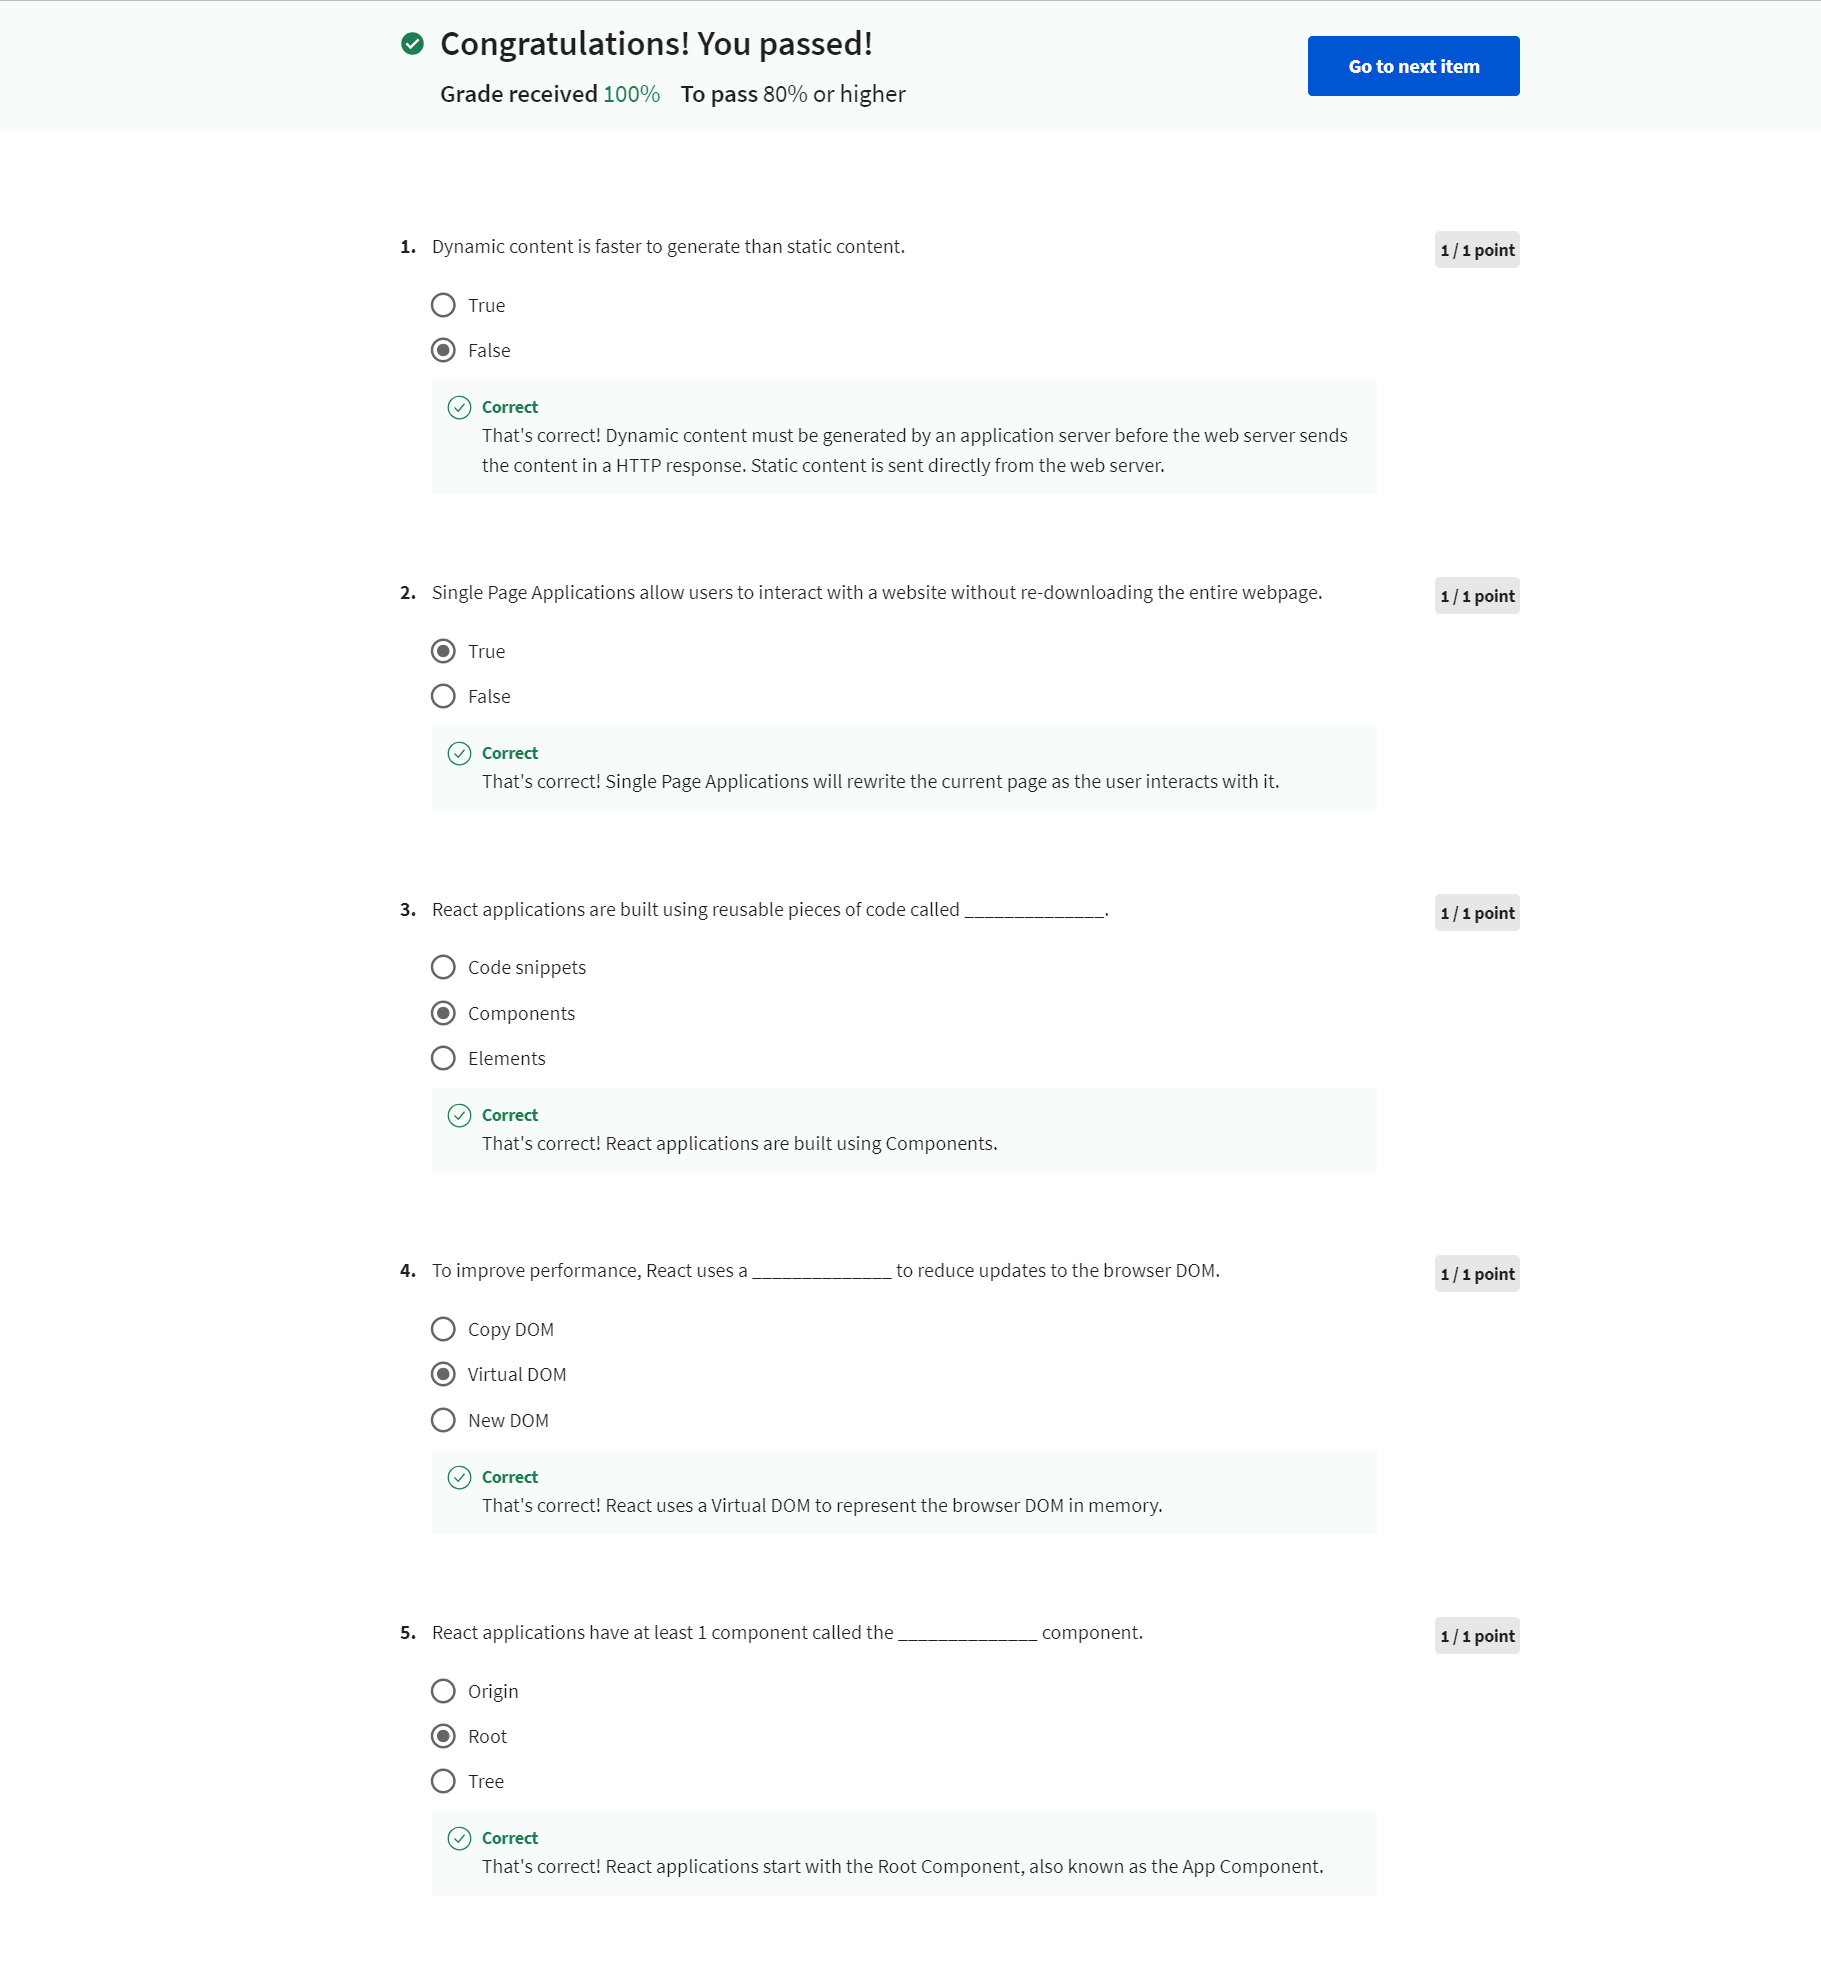 Congratulations! You passed!
Go to next item
Grade received 100% To pass 80% or higher
1. Dynamic content is faster to generate than static content.
1 / 1 point
True
False
Correct
That's correct! Dynamic content must be generated by an application server before the web server sends
the content in a HTTP response. Static content is sent directly from the web server.
2. Single Page Applications allow users to interact with a website without re-downloading the entire webpage.
1 / 1 point
True
False
Correct
That's correct! Single Page Applications will rewrite the current page as the user interacts with it.
3. React applications are built using reusable pieces of code called ______________.
1 / 1 point
Code snippets
Components
Elements
Correct
That's correct! React applications are built using Components.
4. To improve performance, React uses a ______________ to reduce updates to the browser DOM.
1 / 1 point
Copy DOM
Virtual DOM
New DOM
Correct
That's correct! React uses a Virtual DOM to represent the browser DOM in memory.
5. React applications have at least 1 component called the ______________ component.
1 / 1 point
Origin
Root
Tree
Correct
That's correct! React applications start with the Root Component, also known as the App Component.